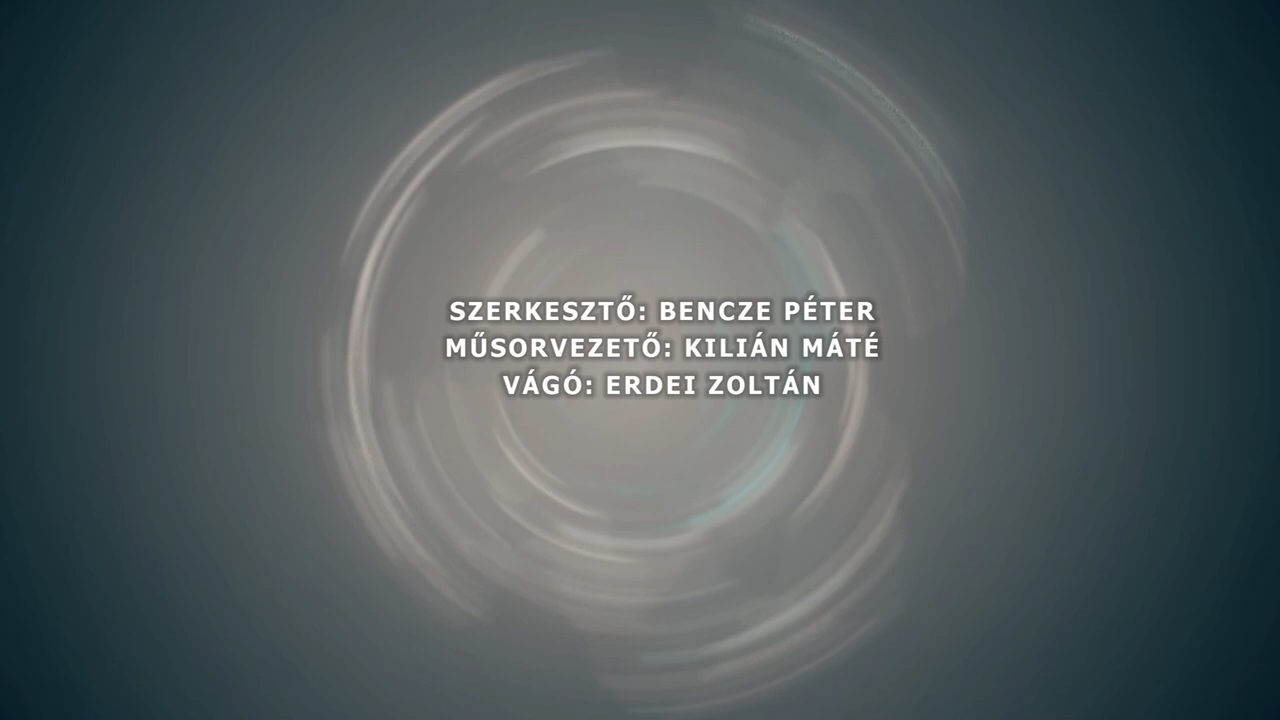 SZERKESZTŐ: BENCZE PÉTER
MŰSORVEZETŐ: KILIÁN MÁTÉ
VÁGÓ: ERDEI ZOLTÁN